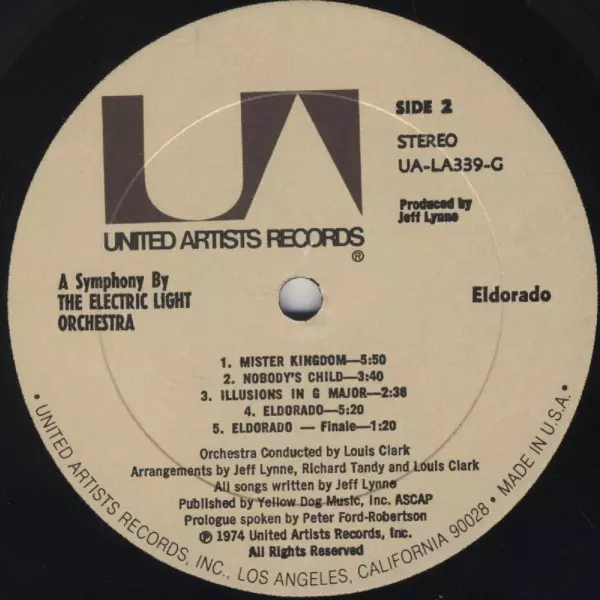 UA
UNITED ARTISTS RECORDS
®
SIDE 2
STEREO
UA-LA339-G
Produced by
Jeff Lynne
A Symphony By
THE ELECTRIC LIGHT
ORCHESTRA
Eldorado
1. MISTER KINGDOM—5:50
2. NOBODY'S CHILD—3:40
3. ILLUSIONS IN G MAJOR—2:36
4. ELDORADO—5:20
5. ELDORADO — Finale—1:20
Orchestra Conducted by Louis Clark
Arrangements by Jeff Lynne, Richard Tandy and Louis Clark
All songs written by Jeff Lynne
Published by Yellow Dog Music, Inc. ASCAP
Prologue spoken by Peter Ford-Robertson
℗ 1974 United Artists Records, Inc.
All Rights Reserved
• UNITED ARTISTS RECORDS, INC., LOS ANGELES, CALIFORNIA 90028 • MADE IN U.S.A. •